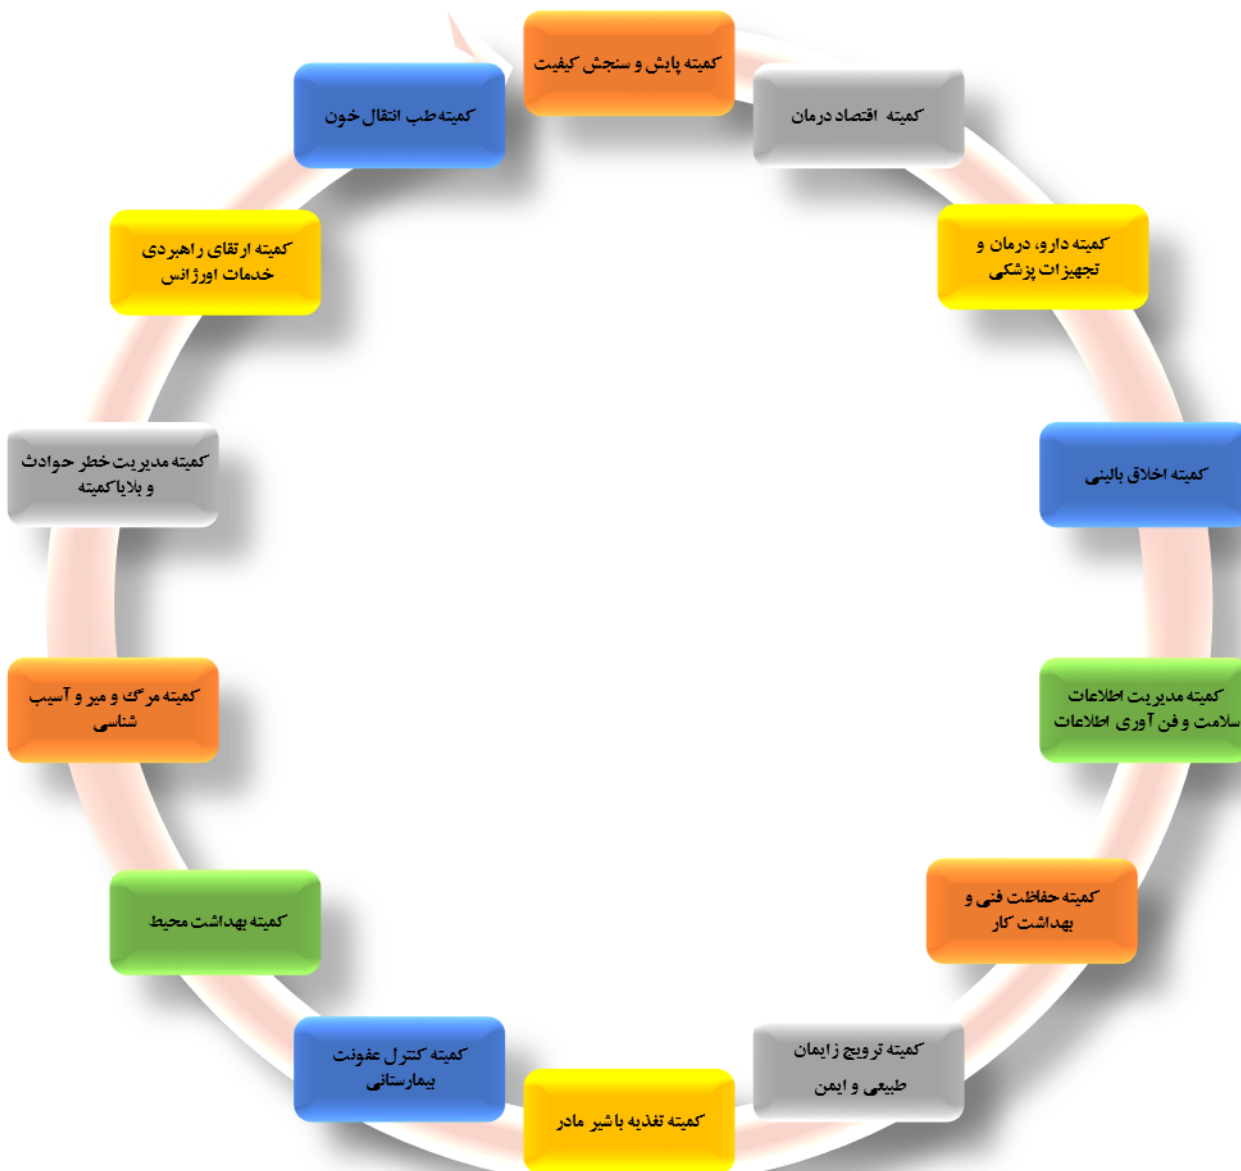 کمیته پایش و سنجش کیفیت
کمیته اقتصاد درمان
کمیته دارو، درمان و
تجهیزات پزشکی
کمیته اخلاق بالینی
کمیته مدیریت اطلاعات
سلامت و فن آوری اطلاعات
کمیته حفاظت فنی و
بهداشت کار
کمیته ترویج زایمان
طبیعی و ایمن
کمیته تغذیه با شیر مادر
کمیته کنترل عفونت
بیمارستانی
کمیته بهداشت محیط
کمیته مرگ و میر و آسیب
شناسی
کمیته مدیریت خطر حوادث
و بلایاکمیته
کمیته ارتقای راهبردی
خدمات اورژانس
کمیته طب انتقال خون